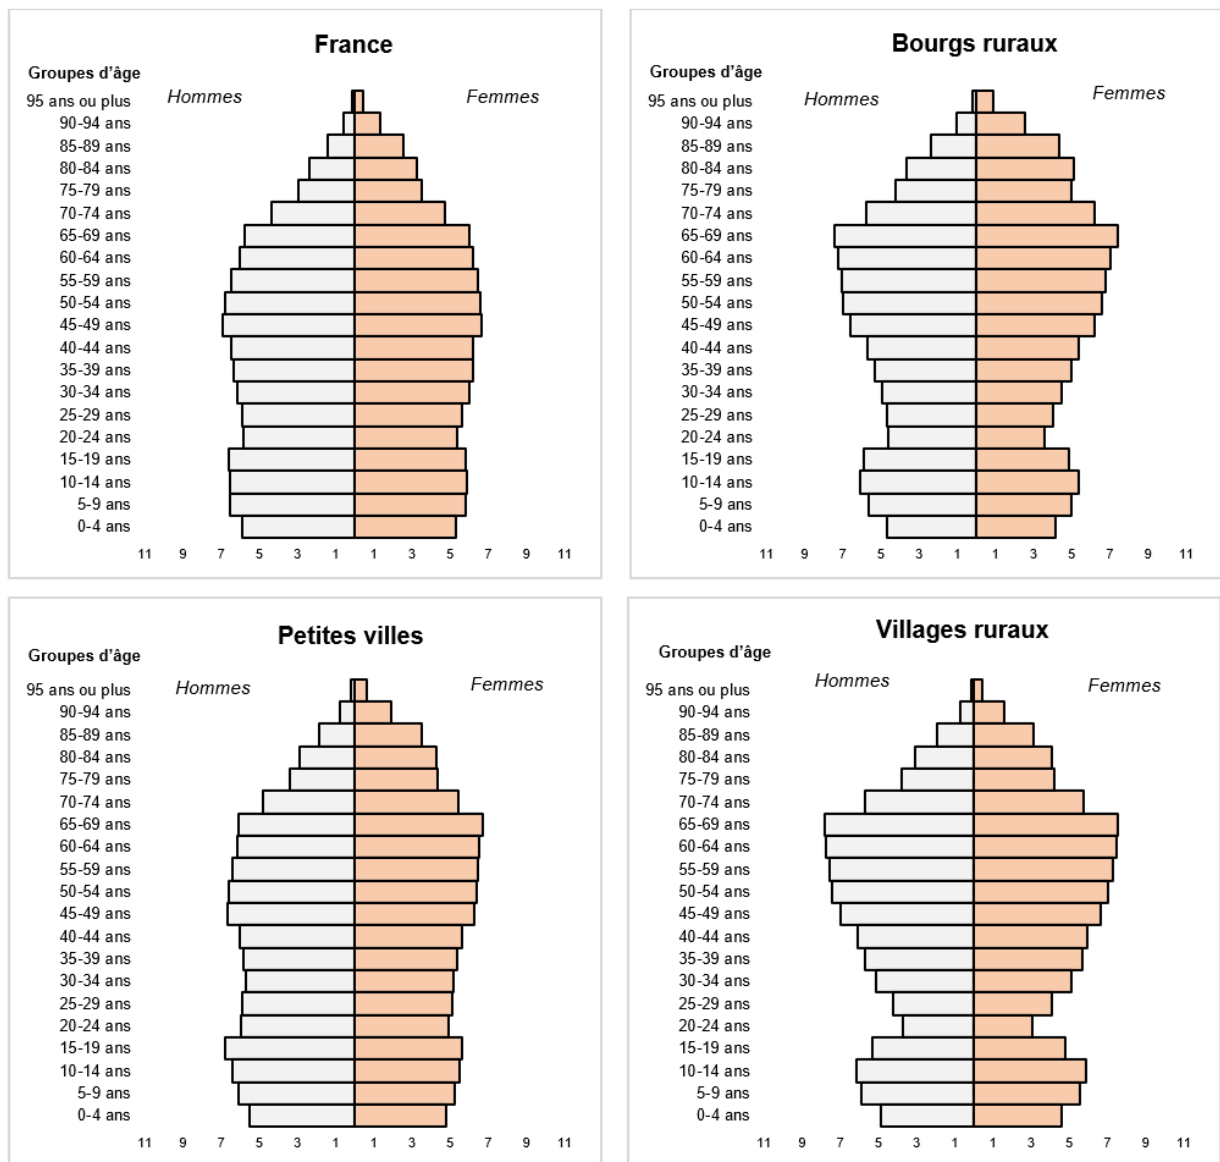 France
Groupes d'âge
Hommes
Femmes
95 ans ou plus
90-94 ans
85-89 ans
80-84 ans
75-79 ans
70-74 ans
65-69 ans
60-64 ans
55-59 ans
50-54 ans
45-49 ans
40-44 ans
35-39 ans
30-34 ans
25-29 ans
20-24 ans
15-19 ans
10-14 ans
5-9 ans
0-4 ans
11 9 7 5 3 1 1 3 5 7 9 11
Bourgs ruraux
Groupes d'âge
Hommes
Femmes
95 ans ou plus
90-94 ans
85-89 ans
80-84 ans
75-79 ans
70-74 ans
65-69 ans
60-64 ans
55-59 ans
50-54 ans
45-49 ans
40-44 ans
35-39 ans
30-34 ans
25-29 ans
20-24 ans
15-19 ans
10-14 ans
5-9 ans
0-4 ans
11 9 7 5 3 1 1 3 5 7 9 11
Petites villes
Groupes d'âge
Hommes
Femmes
95 ans ou plus
90-94 ans
85-89 ans
80-84 ans
75-79 ans
70-74 ans
65-69 ans
60-64 ans
55-59 ans
50-54 ans
45-49 ans
40-44 ans
35-39 ans
30-34 ans
25-29 ans
20-24 ans
15-19 ans
10-14 ans
5-9 ans
0-4 ans
11 9 7 5 3 1 1 3 5 7 9 11
Villages ruraux
Groupes d'âge
Hommes
Femmes
95 ans ou plus
90-94 ans
85-89 ans
80-84 ans
75-79 ans
70-74 ans
65-69 ans
60-64 ans
55-59 ans
50-54 ans
45-49 ans
40-44 ans
35-39 ans
30-34 ans
25-29 ans
20-24 ans
15-19 ans
10-14 ans
5-9 ans
0-4 ans
11 9 7 5 3 1 1 3 5 7 9 11